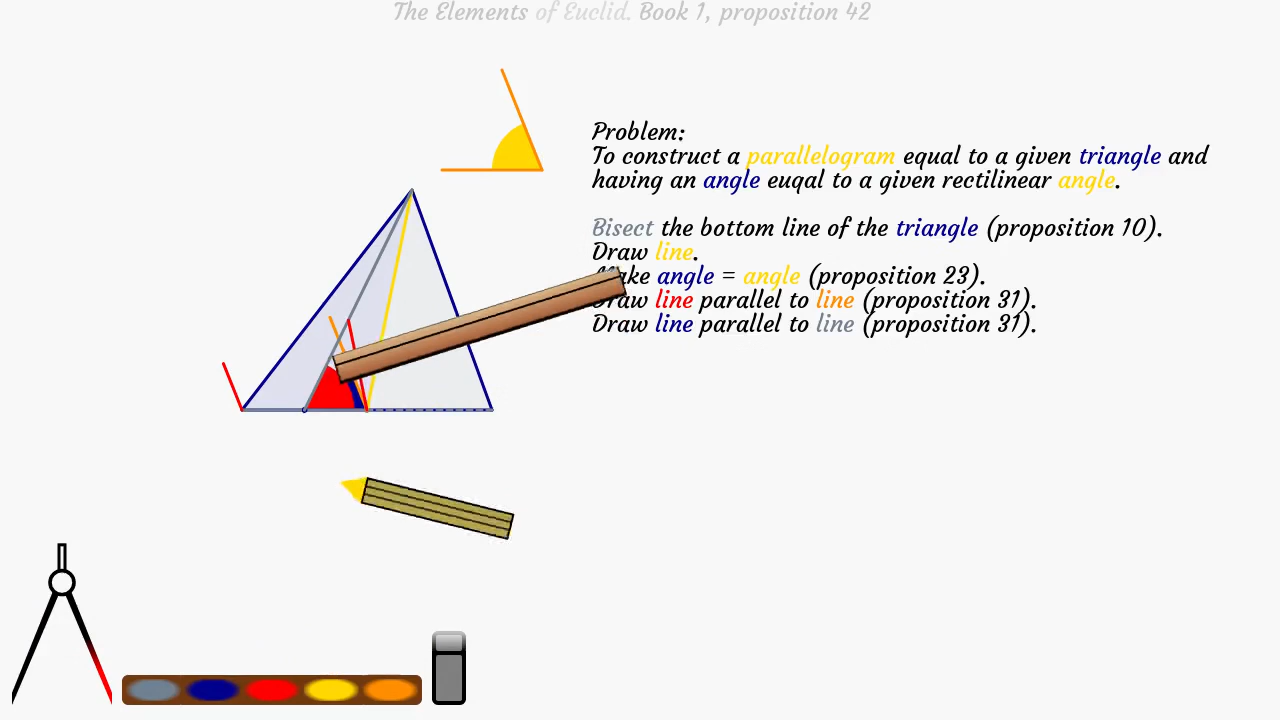 The Elements of Euclid. Book 1, proposition 42
Problem:
To construct a parallelogram equal to a given triangle and
having an angle euqal to a given rectilinear angle.
Bisect the bottom line of the triangle (proposition 10).
Draw line.
Make angle = angle (proposition 23).
Draw line parallel to line (proposition 31).
Draw line parallel to line (proposition 31).